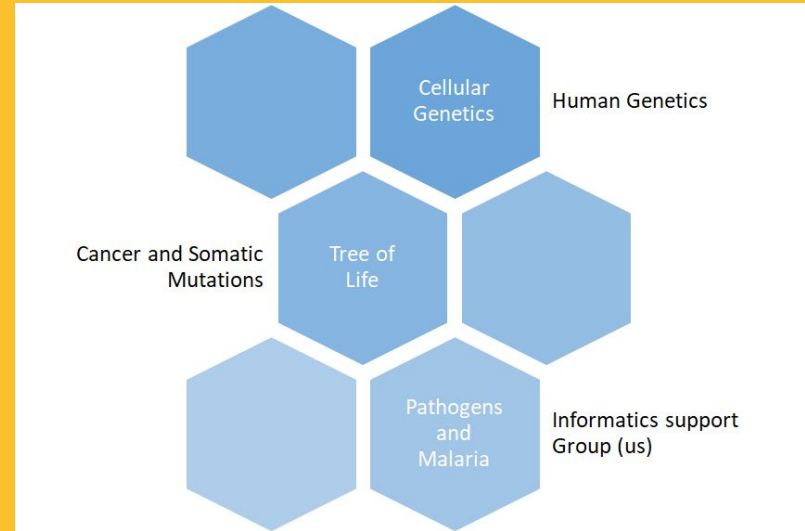 Cellular
Genetics
Human Genetics
Cancer and Somatic
Mutations
Tree of
Life
Pathogens
and
Malaria
Informatics support
Group (us)